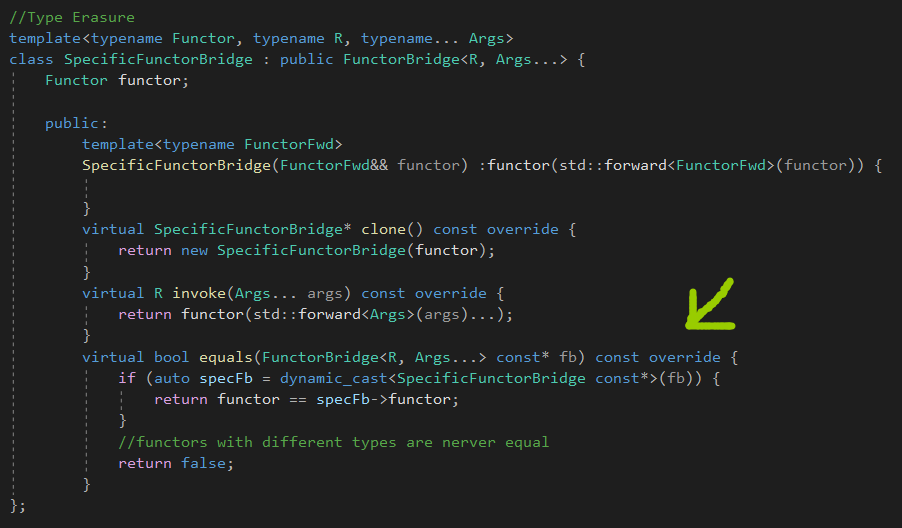 //Type Erasure
template<typename Functor, typename R, typename... Args>
class SpecificFunctorBridge : public FunctorBridge<R, Args...> {
    Functor functor;
    public:
        template<typename FunctorFwd>
        SpecificFunctorBridge(FunctorFwd&& functor) :functor(std::forward<FunctorFwd>(functor)) {
        }
        virtual SpecificFunctorBridge* clone() const override {
            return new SpecificFunctorBridge(functor);
        }
        virtual R invoke(Args... args) const override {
            return functor(std::forward<Args>(args)...);
        }
        virtual bool equals(FunctorBridge<R, Args...> const* fb) const override {
            if (auto specFb = dynamic_cast<SpecificFunctorBridge const*>(fb)) {
                return functor == specFb->functor;
            }
            //functors with different types are nerver equal
            return false;
        }
};